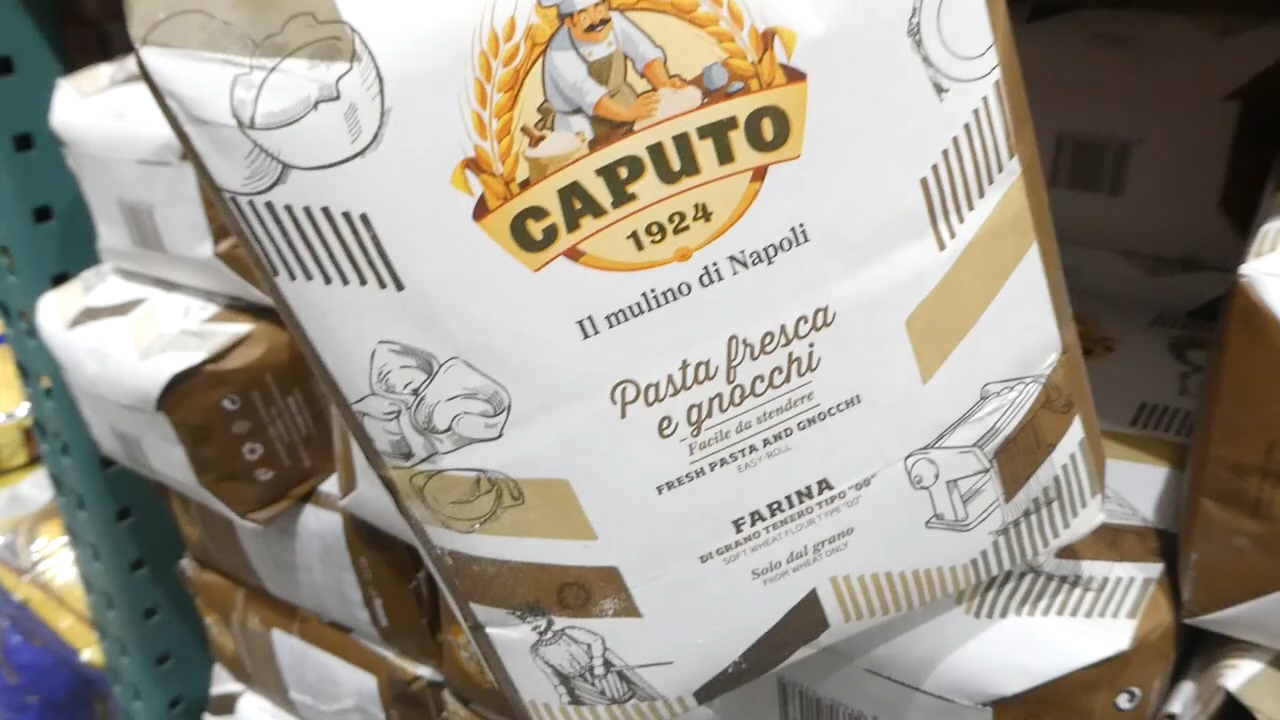 CAPUTO
1924
Il mulino di Napoli
Pasta fresca
e gnocchi
Facile da stendere
FRESH PASTA AND GNOCCHI
EASY-ROLL
FARINA
DI GRANO TENERO TIPO "00"
SOFT WHEAT FLOUR TYPE "00"
Solo dal grano
FROM WHEAT ONLY